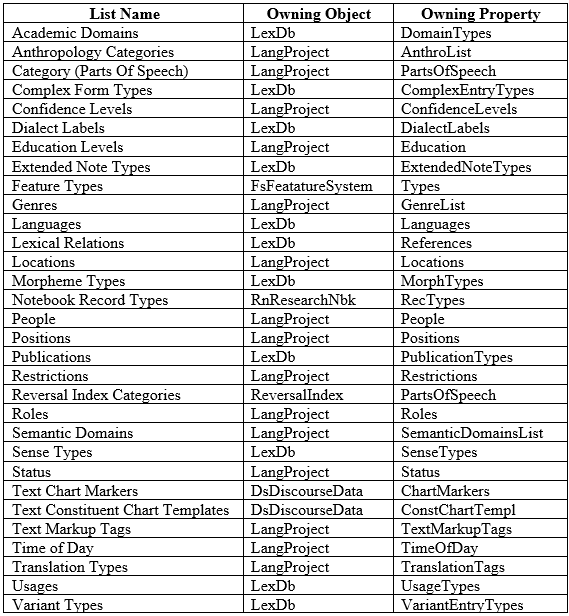 List Name Owning Object Owning Property
Academic Domains LexDb DomainTypes
Anthropology Categories LangProject AnthroList
Category (Parts Of Speech) LangProject PartsOfSpeech
Complex Form Types LexDb ComplexEntryTypes
Confidence Levels LangProject ConfidenceLevels
Dialect Labels LexDb DialectLabels
Education Levels LangProject Education
Extended Note Types LexDb ExtendedNoteTypes
Feature Types FsFeatatureSystem Types
Genres LangProject GenreList
Languages LexDb Languages
Lexical Relations LexDb References
Locations LangProject Locations
Morpheme Types LexDb MorphTypes
Notebook Record Types RnResearchNbk RecTypes
People LangProject People
Positions LangProject Positions
Publications LexDb PublicationTypes
Restrictions LangProject Restrictions
Reversal Index Categories ReversalIndex PartsOfSpeech
Roles LangProject Roles
Semantic Domains LangProject SemanticDomainsList
Sense Types LexDb SenseTypes
Status LangProject Status
Text Chart Markers DsDiscourseData ChartMarkers
Text Constituent Chart Templates DsDiscourseData ConstChartTempl
Text Markup Tags LangProject TextMarkupTags
Time of Day LangProject TimeOfDay
Translation Types LangProject TranslationTags
Usages LexDb UsageTypes
Variant Types LexDb VariantEntryTypes